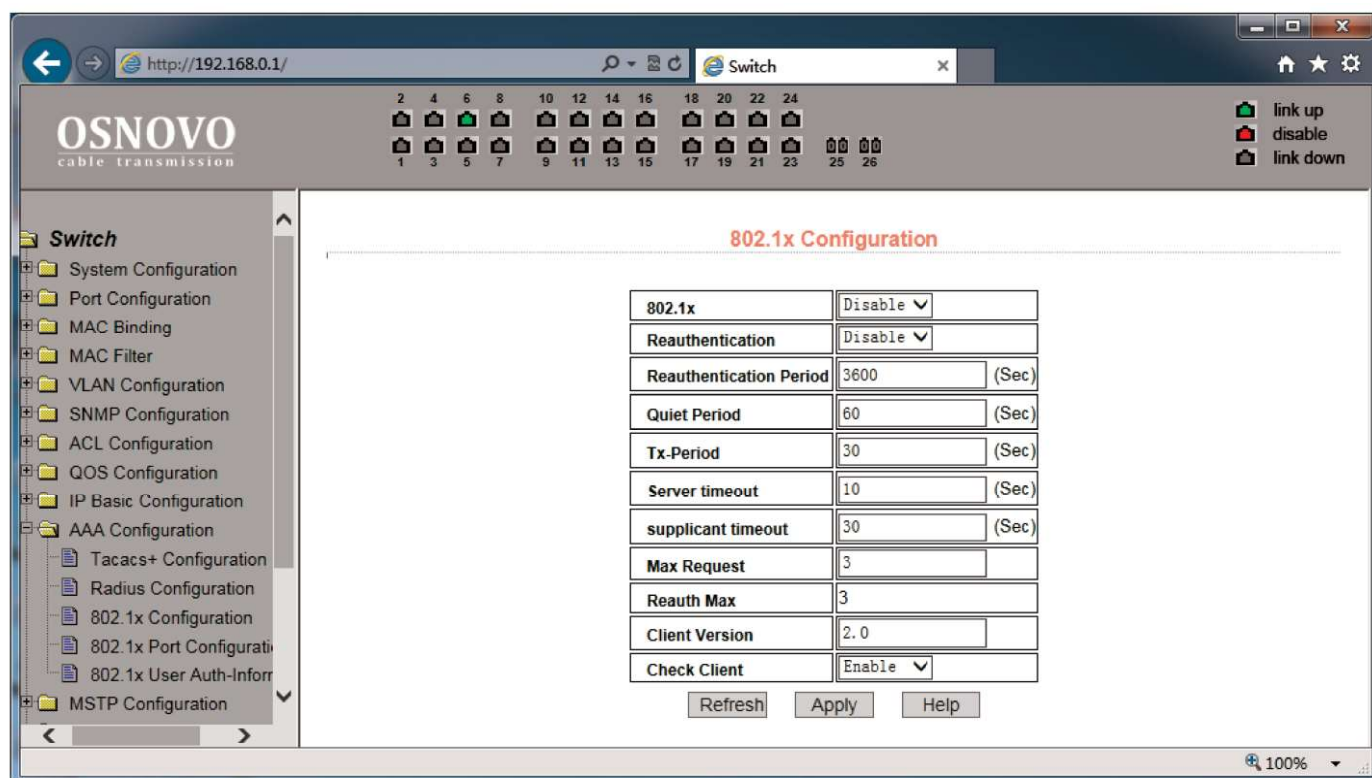 http://192.168.0.1/
Switch
OSNOVO
cable transmission
2 4 6 8 10 12 14 16 18 20 22 24
1 3 5 7 9 11 13 15 17 19 21 23 25 26
link up
disable
link down
Switch
System Configuration
Port Configuration
MAC Binding
MAC Filter
VLAN Configuration
SNMP Configuration
ACL Configuration
QOS Configuration
IP Basic Configuration
AAA Configuration
Tacacs+ Configuration
Radius Configuration
802.1x Configuration
802.1x Port Configurati
802.1x User Auth-Inforr
MSTP Configuration
802.1x Configuration
802.1x Disable
Reauthentication Disable
Reauthentication Period 3600 (Sec)
Quiet Period 60 (Sec)
Tx-Period 30 (Sec)
Server timeout 10 (Sec)
supplicant timeout 30 (Sec)
Max Request 3
Reauth Max 3
Client Version 2.0
Check Client Enable
Refresh Apply Help
100%